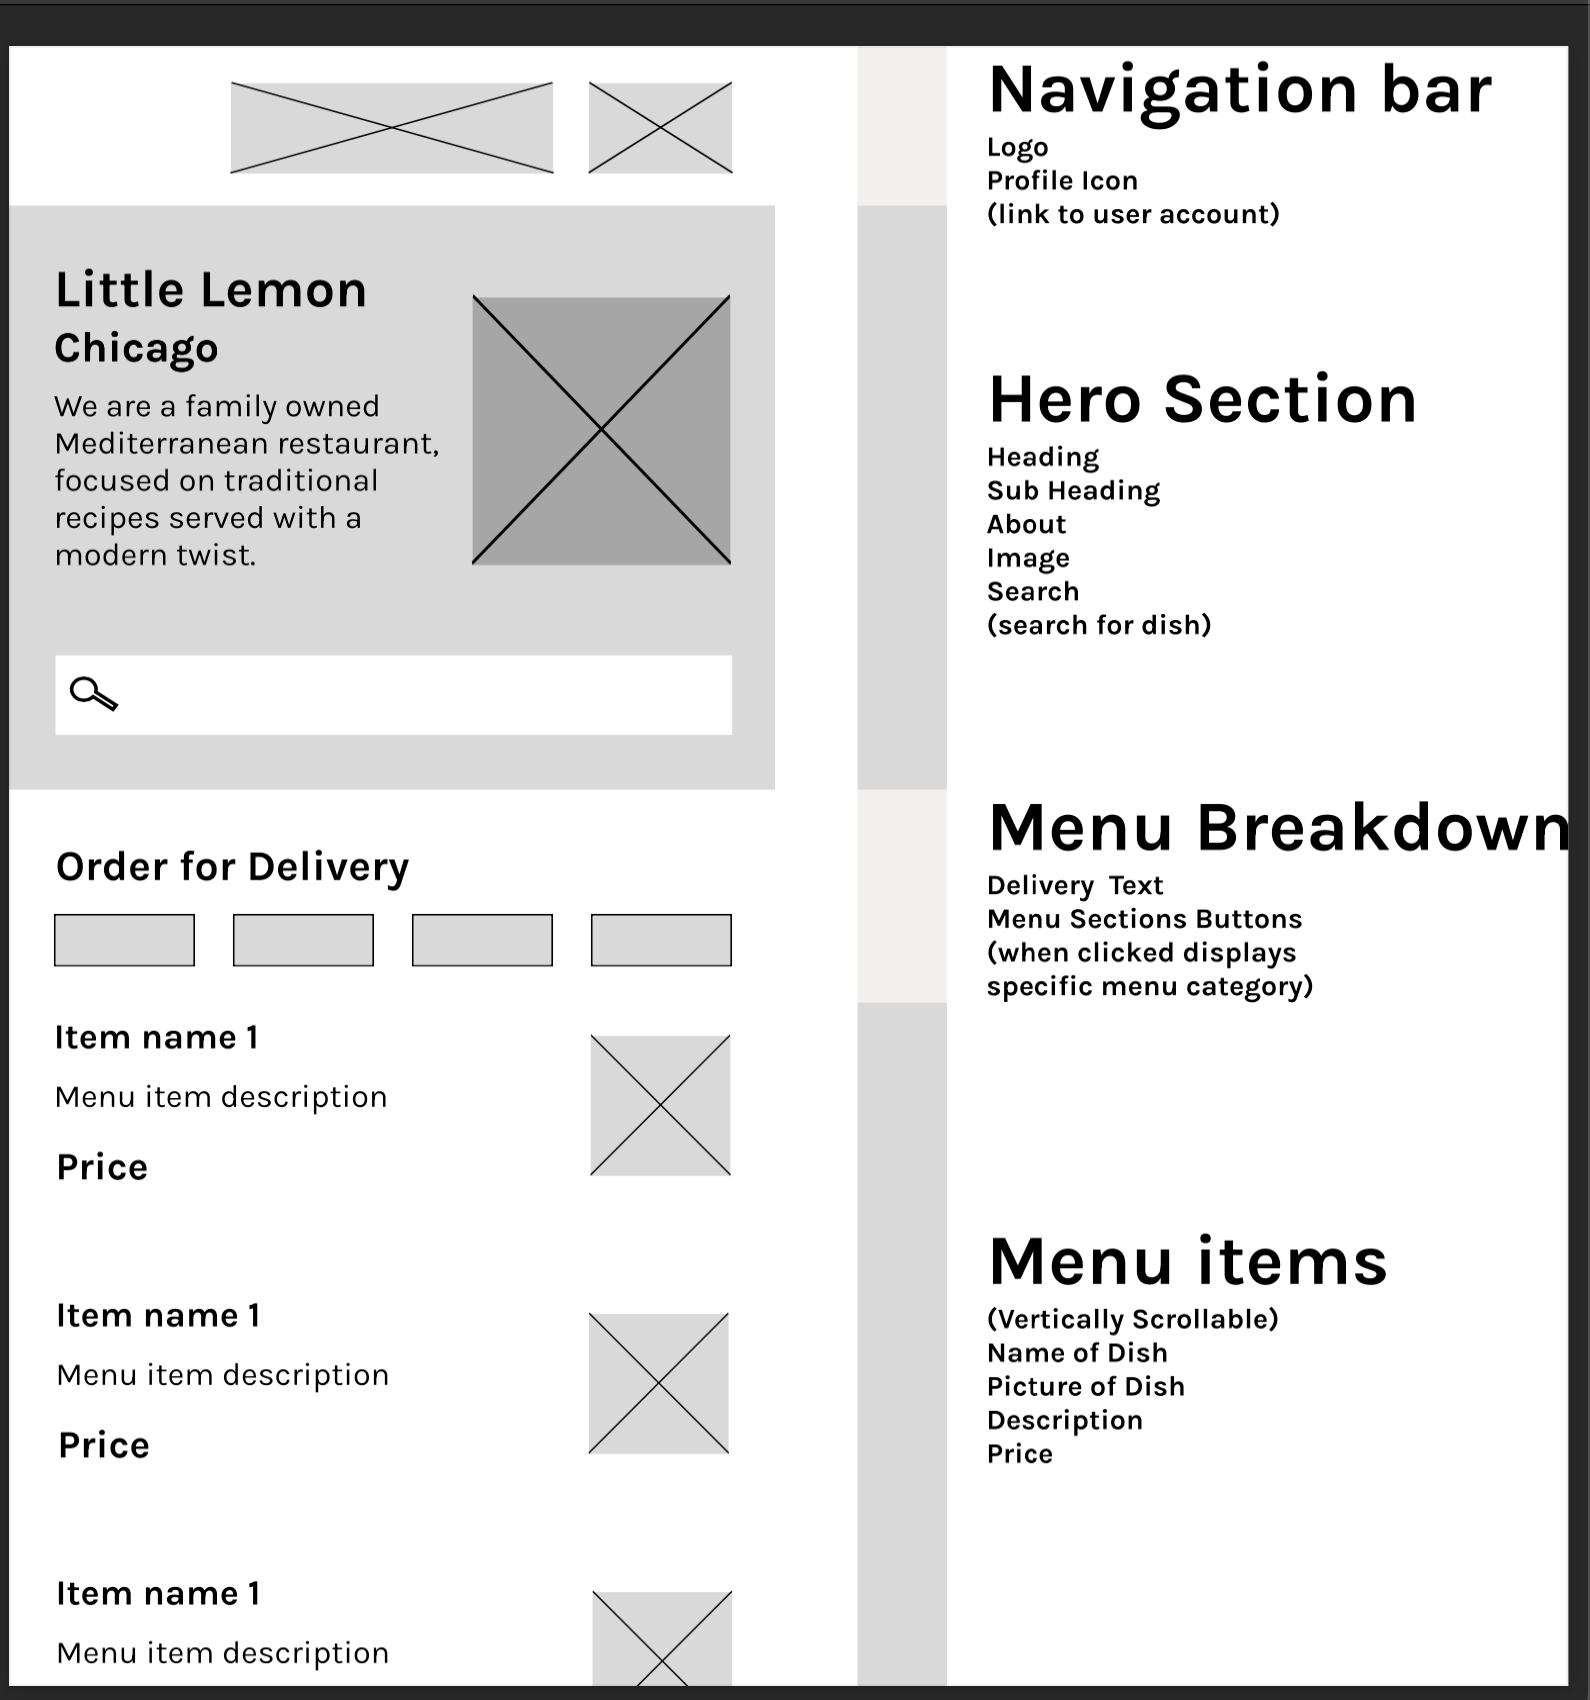 Little Lemon
Chicago
We are a family owned
Mediterranean restaurant,
focused on traditional
recipes served with a
modern twist.
Order for Delivery
Item name 1
Menu item description
Price
Item name 1
Menu item description
Price
Item name 1
Menu item description
Navigation bar
Logo
Profile Icon
(link to user account)
Hero Section
Heading
Sub Heading
About
Image
Search
(search for dish)
Menu Breakdown
Delivery  Text
Menu Sections Buttons
(when clicked displays
specific menu category)
Menu items
(Vertically Scrollable)
Name of Dish
Picture of Dish
Description
Price